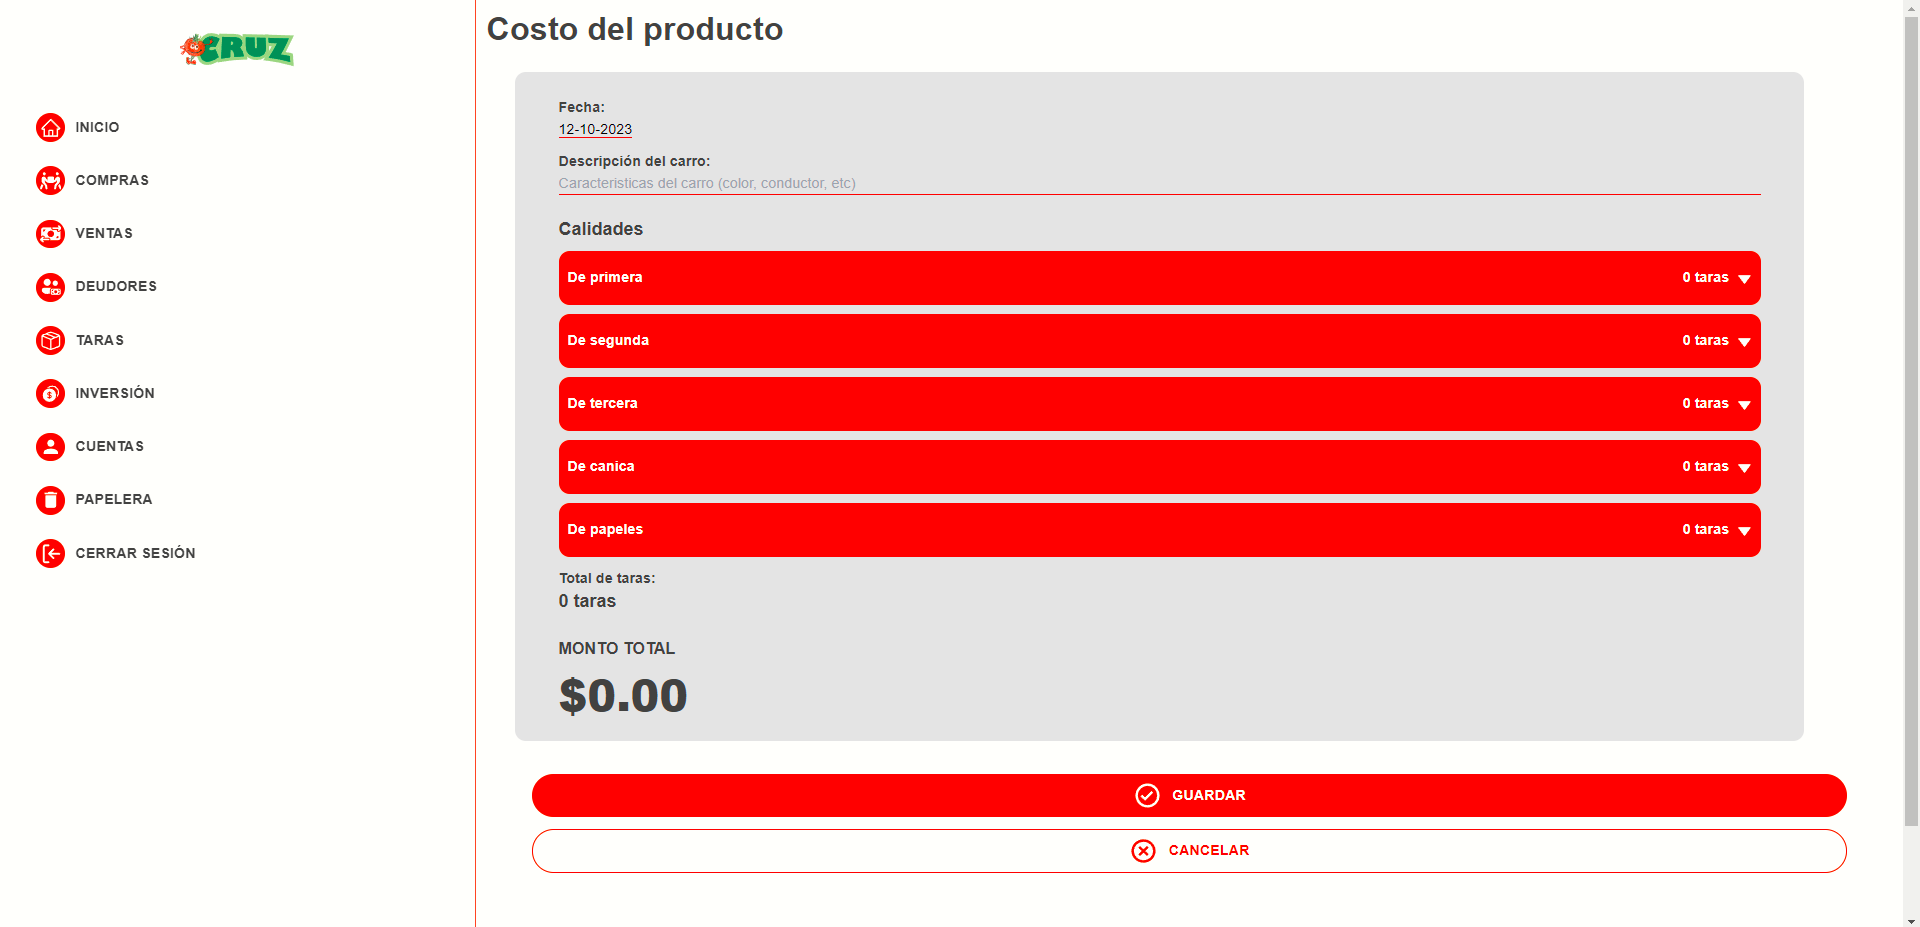 CRUZ
INICIO
COMPRAS
VENTAS
DEUDORES
TARAS
INVERSIÓN
CUENTAS
PAPELERA
CERRAR SESIÓN
Costo del producto
Fecha:
12-10-2023
Descripción del carro:
Caracteristicas del carro (color, conductor, etc)
Calidades
De primera 0 taras
De segunda 0 taras
De tercera 0 taras
De canica 0 taras
De papeles 0 taras
Total de taras:
0 taras
MONTO TOTAL
$0.00
GUARDAR
CANCELAR